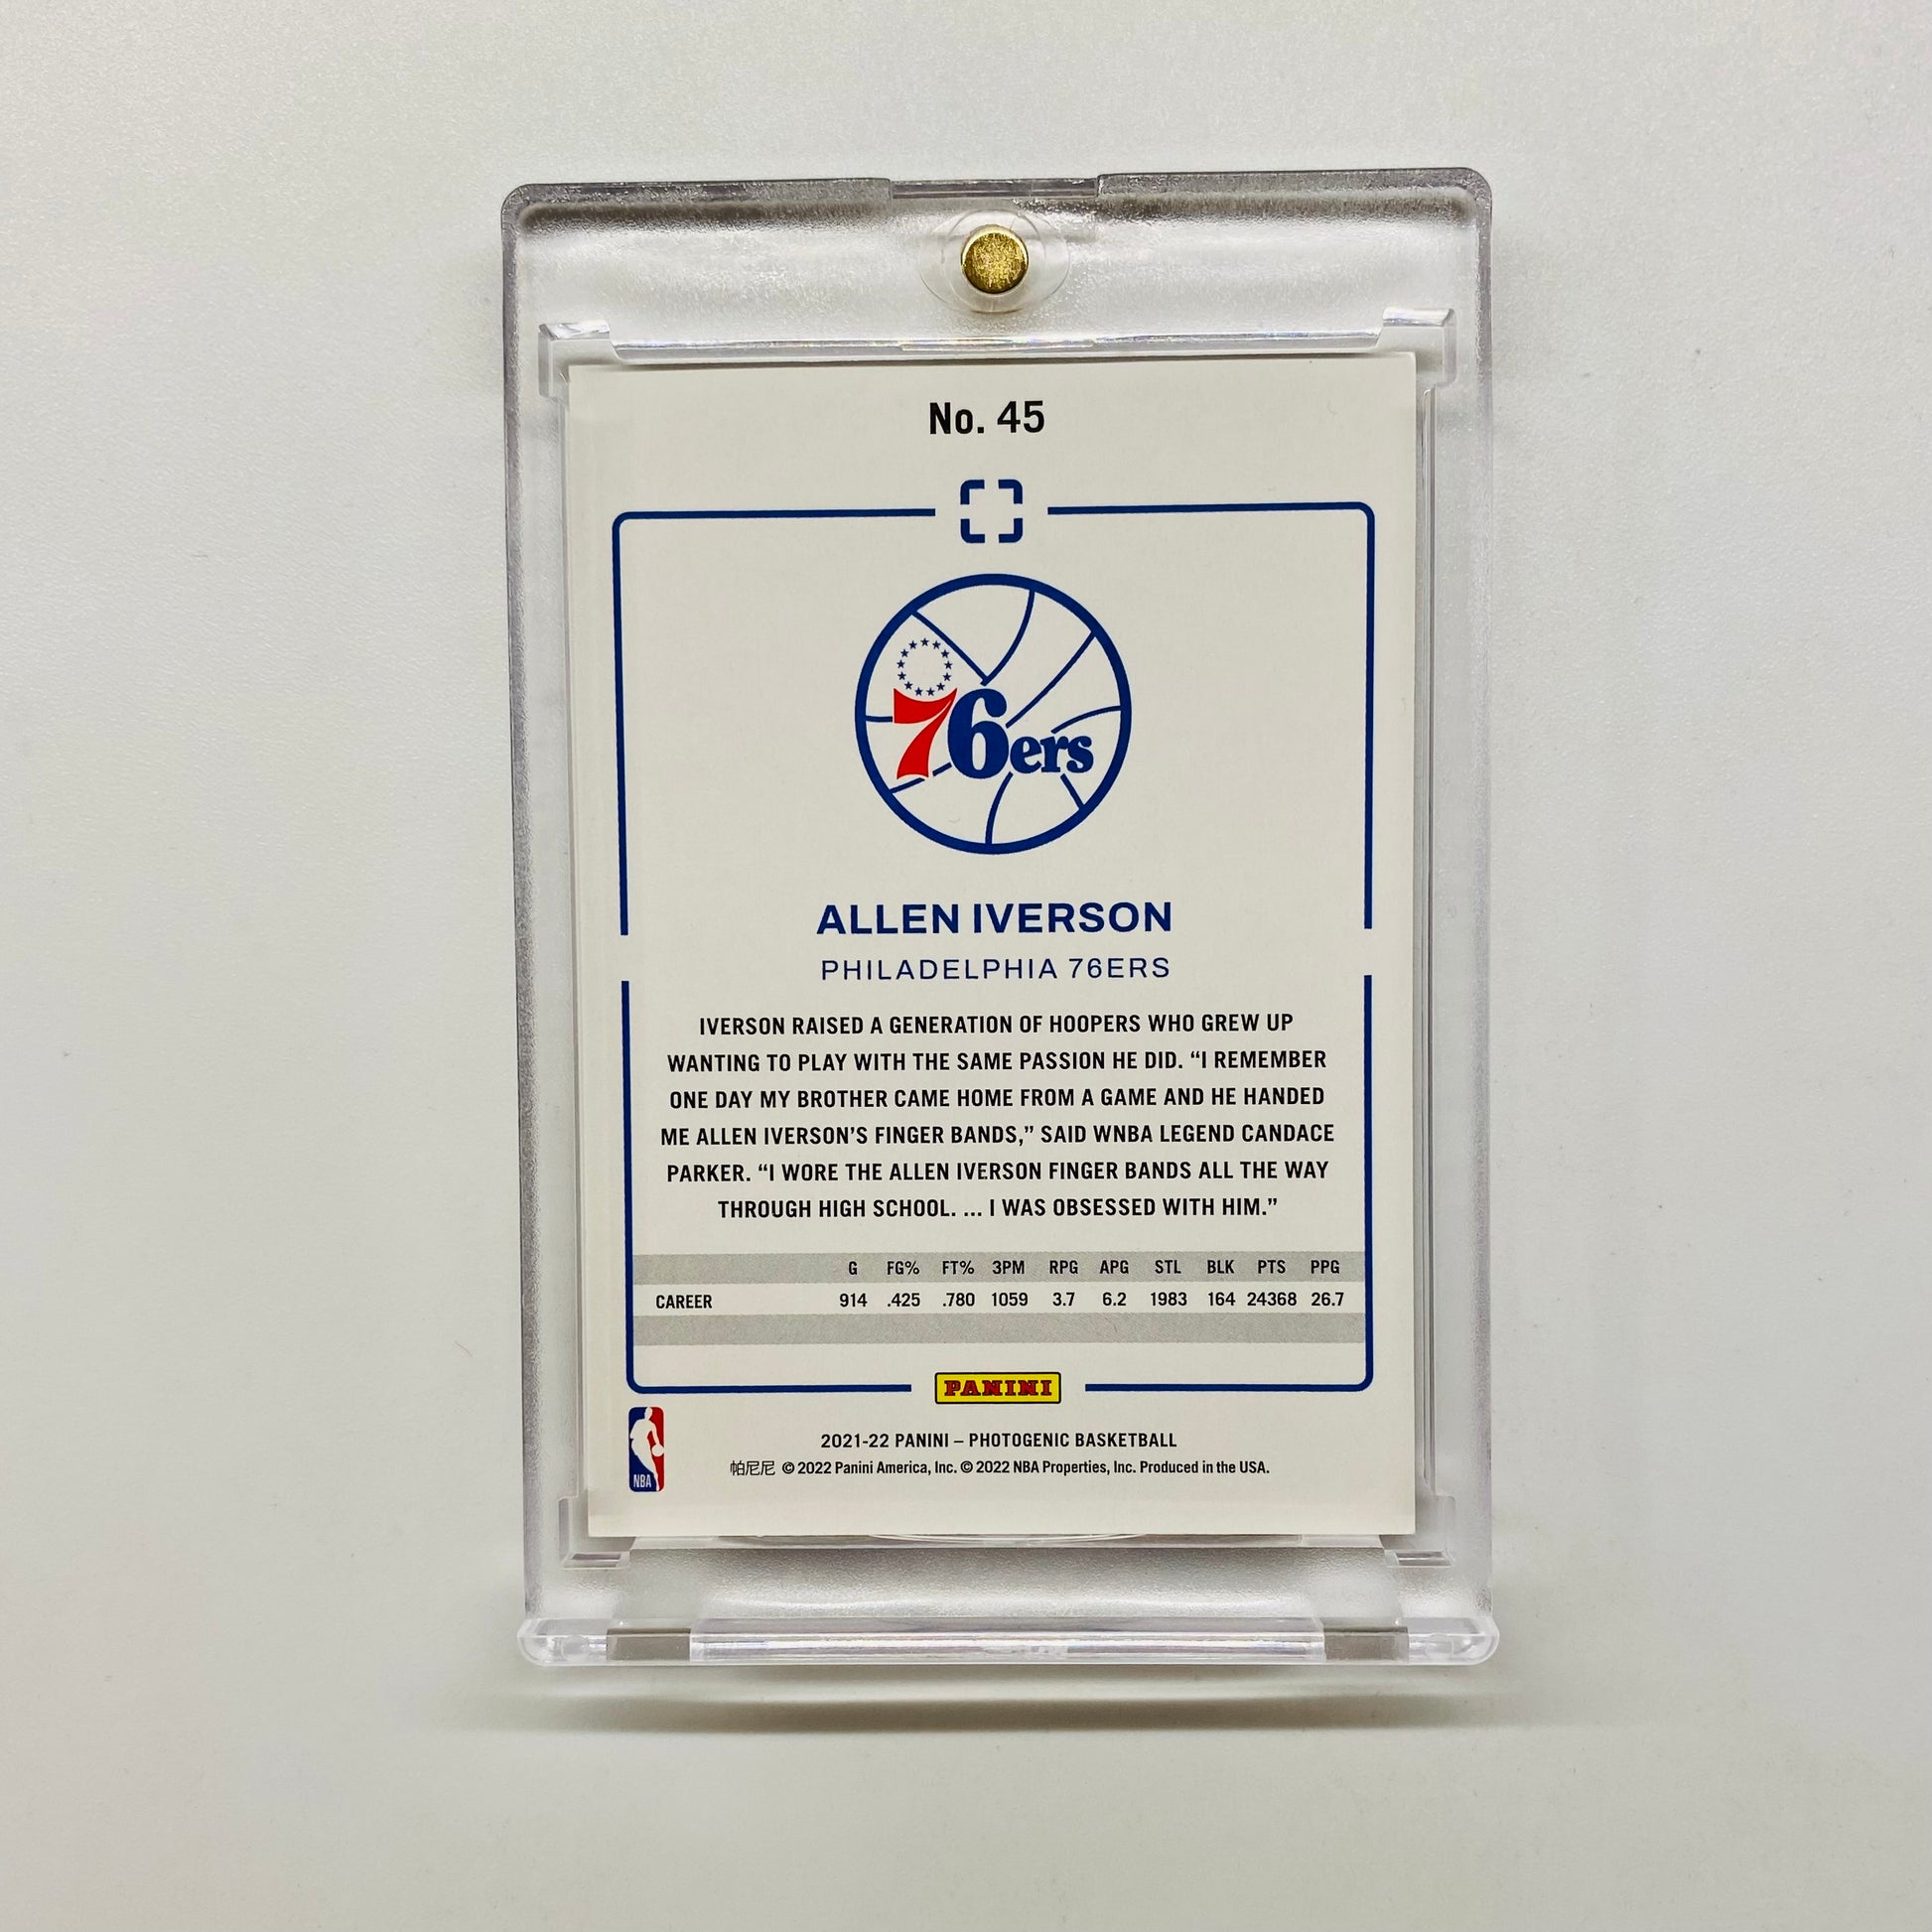 No. 45
76ers
ALLEN IVERSON
PHILADELPHIA 76ERS
IVERSON RAISED A GENERATION OF HOOPERS WHO GREW UP
WANTING TO PLAY WITH THE SAME PASSION HE DID. “I REMEMBER
ONE DAY MY BROTHER CAME HOME FROM A GAME AND HE HANDED
ME ALLEN IVERSON’S FINGER BANDS,” SAID WNBA LEGEND CANDACE
PARKER. “I WORE THE ALLEN IVERSON FINGER BANDS ALL THE WAY
THROUGH HIGH SCHOOL. ... I WAS OBSESSED WITH HIM.”
G FG% FT% 3PM RPG APG STL BLK PTS PPG
CAREER 914 .425 .780 1059 3.7 6.2 1983 164 24368 26.7
PANINI
2021-22 PANINI – PHOTOGENIC BASKETBALL
帕尼尼 © 2022 Panini America, Inc. © 2022 NBA Properties, Inc. Produced in the USA.
NBA